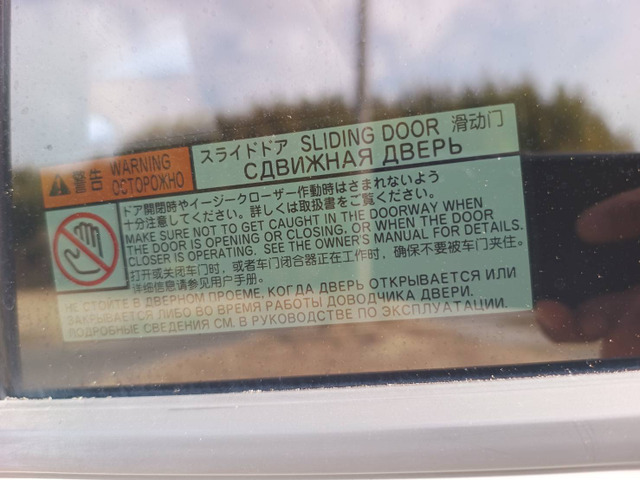 警告 WARNING
ОСТОРОЖНО
スライドドア SLIDING DOOR 滑动门
СДВИЖНАЯ ДВЕРЬ
ドア開閉時やイージークローザー作動時はさまれないよう
十分注意してください。詳しくは取扱書をご覧ください。
MAKE SURE NOT TO GET CAUGHT IN THE DOORWAY WHEN
THE DOOR IS OPENING OR CLOSING, OR WHEN THE DOOR
CLOSER IS OPERATING. SEE THE OWNER'S MANUAL FOR DETAILS.
打开或关闭车门时，或者车门闭合器正在工作时，确保不要被车门夹住。
详细信息请参见用户手册。
НЕ СТОЙТЕ В ДВЕРНОМ ПРОЕМЕ, КОГДА ДВЕРЬ ОТКРЫВАЕТСЯ ИЛИ
ЗАКРЫВАЕТСЯ ЛИБО ВО ВРЕМЯ РАБОТЫ ДОВОДЧИКА ДВЕРИ.
ПОДРОБНЫЕ СВЕДЕНИЯ СМ. В РУКОВОДСТВЕ ПО ЭКСПЛУАТАЦИИ.